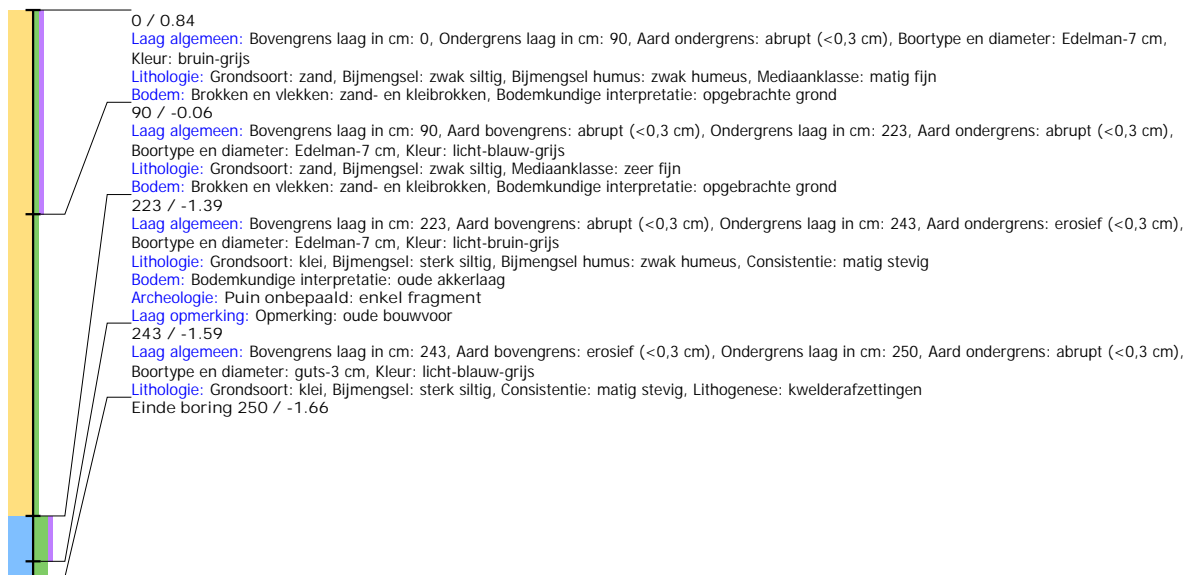 0 / 0.84
Laag algemeen: Bovengrens laag in cm: 0, Ondergrens laag in cm: 90, Aard ondergrens: abrupt (<0,3 cm), Boortype en diameter: Edelman-7 cm,
Kleur: bruin-grijs
Lithologie: Grondsoort: zand, Bijmengsel: zwak siltig, Bijmengsel humus: zwak humeus, Mediaanklasse: matig fijn
Bodem: Brokken en vlekken: zand- en kleibrokken, Bodemkundige interpretatie: opgebrachte grond
90 / -0.06
Laag algemeen: Bovengrens laag in cm: 90, Aard bovengrens: abrupt (<0,3 cm), Ondergrens laag in cm: 223, Aard ondergrens: abrupt (<0,3 cm),
Boortype en diameter: Edelman-7 cm, Kleur: licht-blauw-grijs
Lithologie: Grondsoort: zand, Bijmengsel: zwak siltig, Mediaanklasse: zeer fijn
Bodem: Brokken en vlekken: zand- en kleibrokken, Bodemkundige interpretatie: opgebrachte grond
223 / -1.39
Laag algemeen: Bovengrens laag in cm: 223, Aard bovengrens: abrupt (<0,3 cm), Ondergrens laag in cm: 243, Aard ondergrens: erosief (<0,3 cm),
Boortype en diameter: Edelman-7 cm, Kleur: licht-bruin-grijs
Lithologie: Grondsoort: klei, Bijmengsel: sterk siltig, Bijmengsel humus: zwak humeus, Consistentie: matig stevig
Bodem: Bodemkundige interpretatie: oude akkerlaag
Archeologie: Puin onbepaald: enkel fragment
Laag opmerking: Opmerking: oude bouwvoor
243 / -1.59
Laag algemeen: Bovengrens laag in cm: 243, Aard bovengrens: erosief (<0,3 cm), Ondergrens laag in cm: 250, Aard ondergrens: abrupt (<0,3 cm),
Boortype en diameter: guts-3 cm, Kleur: licht-blauw-grijs
Lithologie: Grondsoort: klei, Bijmengsel: sterk siltig, Consistentie: matig stevig, Lithogenese: kwelderafzettingen
Einde boring 250 / -1.66